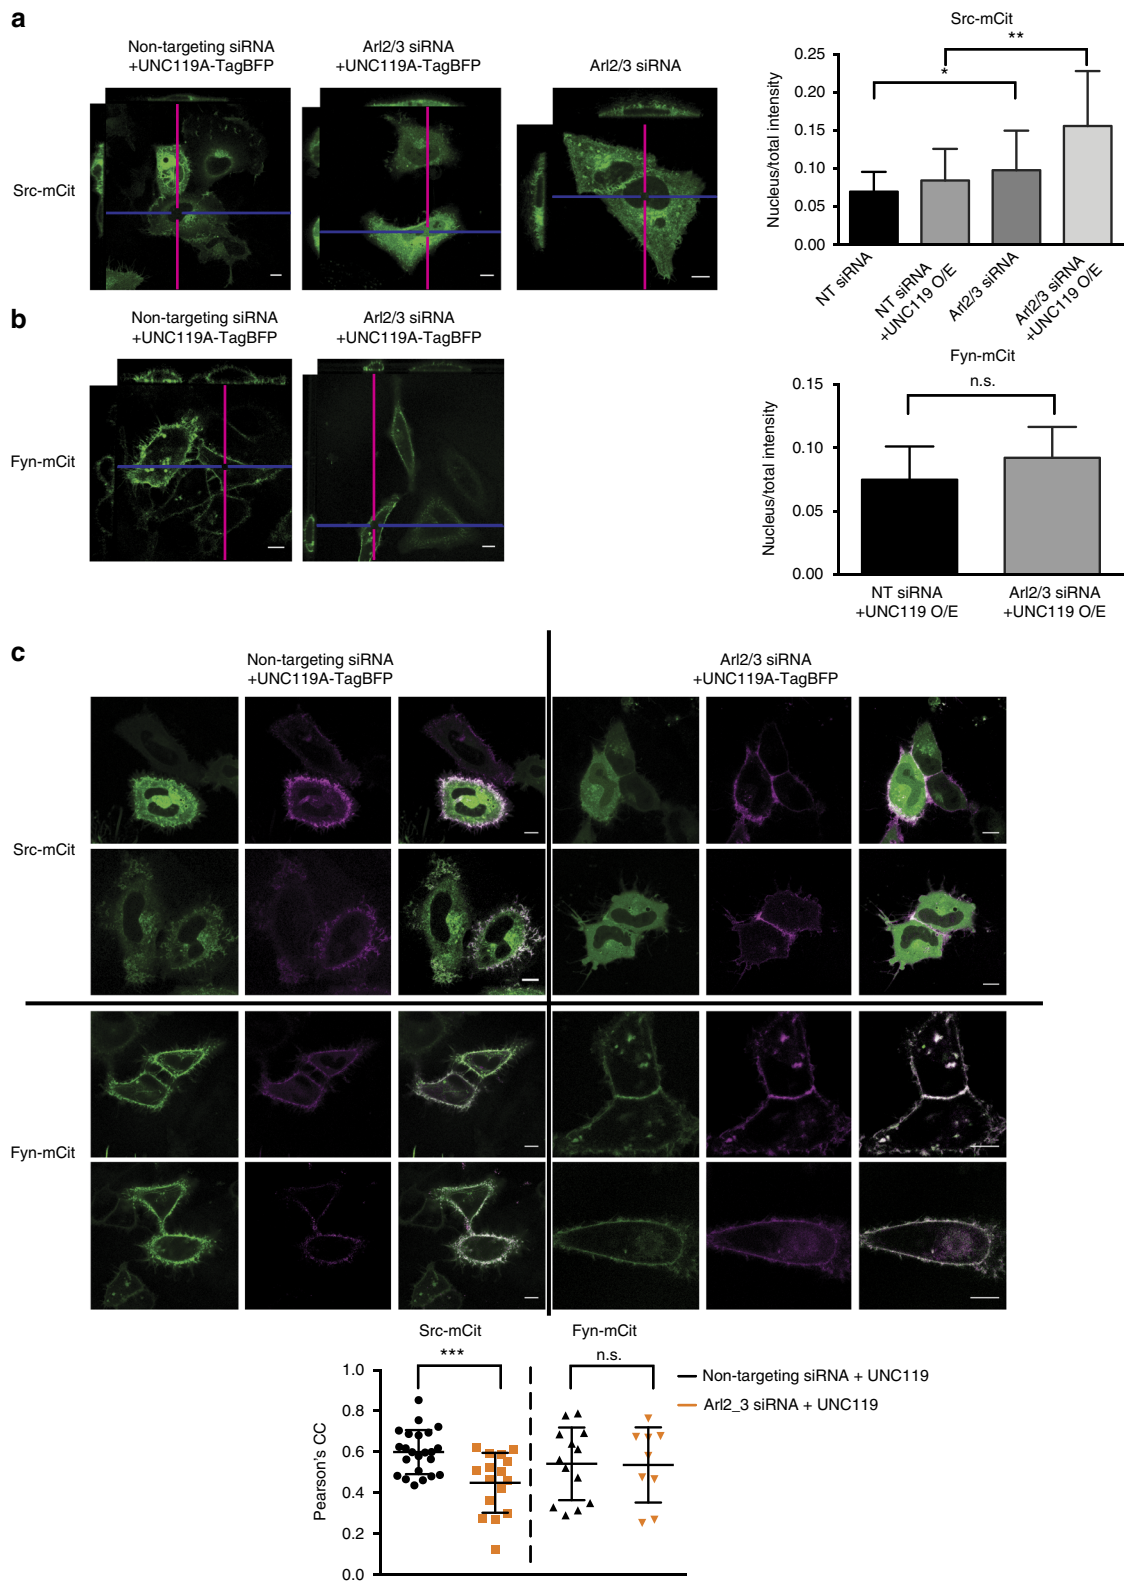 a
Non-targeting siRNA
+UNC119A-TagBFP
Arl2/3 siRNA
+UNC119A-TagBFP
Arl2/3 siRNA
Src-mCit
Src-mCit
**
*
Nucleus/total intensity
0.25
0.20
0.15
0.10
0.05
0.00
NT siRNA
NT siRNA
+UNC119 O/E
Arl2/3 siRNA
Arl2/3 siRNA
+UNC119 O/E
b
Non-targeting siRNA
+UNC119A-TagBFP
Arl2/3 siRNA
+UNC119A-TagBFP
Fyn-mCit
Fyn-mCit
n.s.
Nucleus/total intensity
0.15
0.10
0.05
0.00
NT siRNA
+UNC119 O/E
Arl2/3 siRNA
+UNC119 O/E
c
Non-targeting siRNA
+UNC119A-TagBFP
Arl2/3 siRNA
+UNC119A-TagBFP
Src-mCit
Fyn-mCit
Src-mCit
Fyn-mCit
***
n.s.
Pearson's CC
1.0
0.8
0.6
0.4
0.2
0.0
Non-targeting siRNA + UNC119
Arl2_3 siRNA + UNC119